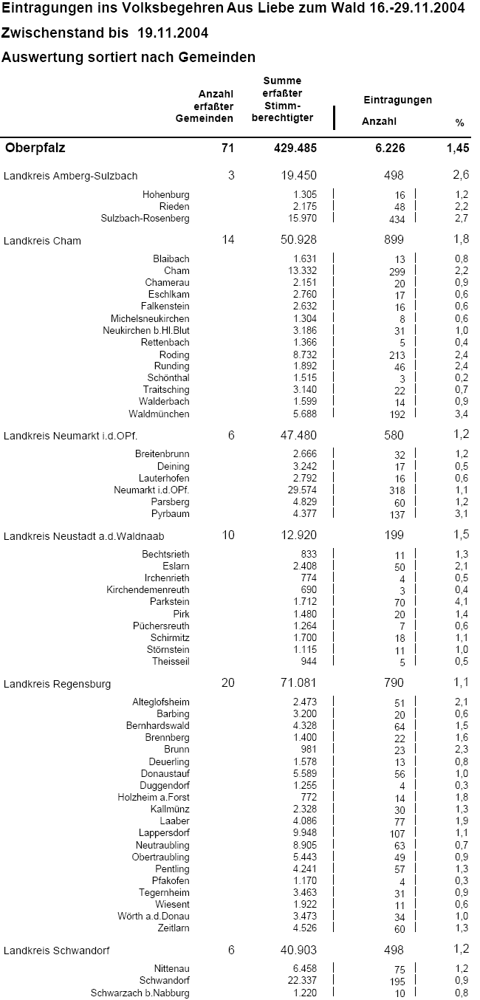 Eintragungen ins Volksbegehren Aus Liebe zum Wald 16.-29.11.2004
Zwischenstand bis 19.11.2004
Auswertung sortiert nach Gemeinden
Anzahl erfaßter Gemeinden Summe erfaßter Stimm-berechtigter Eintragungen Anzahl %
Oberpfalz 71 429.485 6.226 1,45
Landkreis Amberg-Sulzbach 3 19.450 498 2,6
Hohenburg 1.305 16 1,2
Rieden 2.175 48 2,2
Sulzbach-Rosenberg 15.970 434 2,7
Landkreis Cham 14 50.928 899 1,8
Blaibach 1.631 13 0,8
Cham 13.332 299 2,2
Chamerau 2.151 20 0,9
Eschlkam 2.760 17 0,6
Falkenstein 2.632 16 0,6
Michelsneukirchen 1.304 8 0,6
Neukirchen b.Hl.Blut 3.186 31 1,0
Rettenbach 1.366 5 0,4
Roding 8.732 213 2,4
Runding 1.892 46 2,4
Schönthal 1.515 3 0,2
Traitsching 3.140 22 0,7
Walderbach 1.599 14 0,9
Waldmünchen 5.688 192 3,4
Landkreis Neumarkt i.d.OPf. 6 47.480 580 1,2
Breitenbrunn 2.666 32 1,2
Deining 3.242 17 0,5
Lauterhofen 2.792 16 0,6
Neumarkt i.d.OPf. 29.574 318 1,1
Parsberg 4.829 60 1,2
Pyrbaum 4.377 137 3,1
Landkreis Neustadt a.d.Waldnaab 10 12.920 199 1,5
Bechtsrieth 833 11 1,3
Eslarn 2.408 50 2,1
Irchenrieth 774 4 0,5
Kirchendemenreuth 690 3 0,4
Parkstein 1.712 70 4,1
Pirk 1.480 20 1,4
Püchersreuth 1.264 7 0,6
Schirmitz 1.700 18 1,1
Störnstein 1.115 11 1,0
Theisseil 944 5 0,5
Landkreis Regensburg 20 71.081 790 1,1
Alteglofsheim 2.473 51 2,1
Barbing 3.200 20 0,6
Bernhardswald 4.328 64 1,5
Brennberg 1.400 22 1,6
Brunn 981 23 2,3
Deuerling 1.578 13 0,8
Donaustauf 5.589 56 1,0
Duggendorf 1.255 4 0,3
Holzheim a.Forst 772 14 1,8
Kallmünz 2.328 30 1,3
Laaber 4.086 77 1,9
Lappersdorf 9.948 107 1,1
Neutraubling 8.905 63 0,7
Obertraubling 5.443 49 0,9
Pentling 4.241 57 1,3
Pfakofen 1.170 4 0,3
Tegernheim 3.463 31 0,9
Wiesent 1.922 11 0,6
Wörth a.d.Donau 3.473 34 1,0
Zeitlarn 4.526 60 1,3
Landkreis Schwandorf 6 40.903 498 1,2
Nittenau 6.458 75 1,2
Schwandorf 22.337 195 0,9
Schwarzach b.Nabburg 1.220 10 0,8